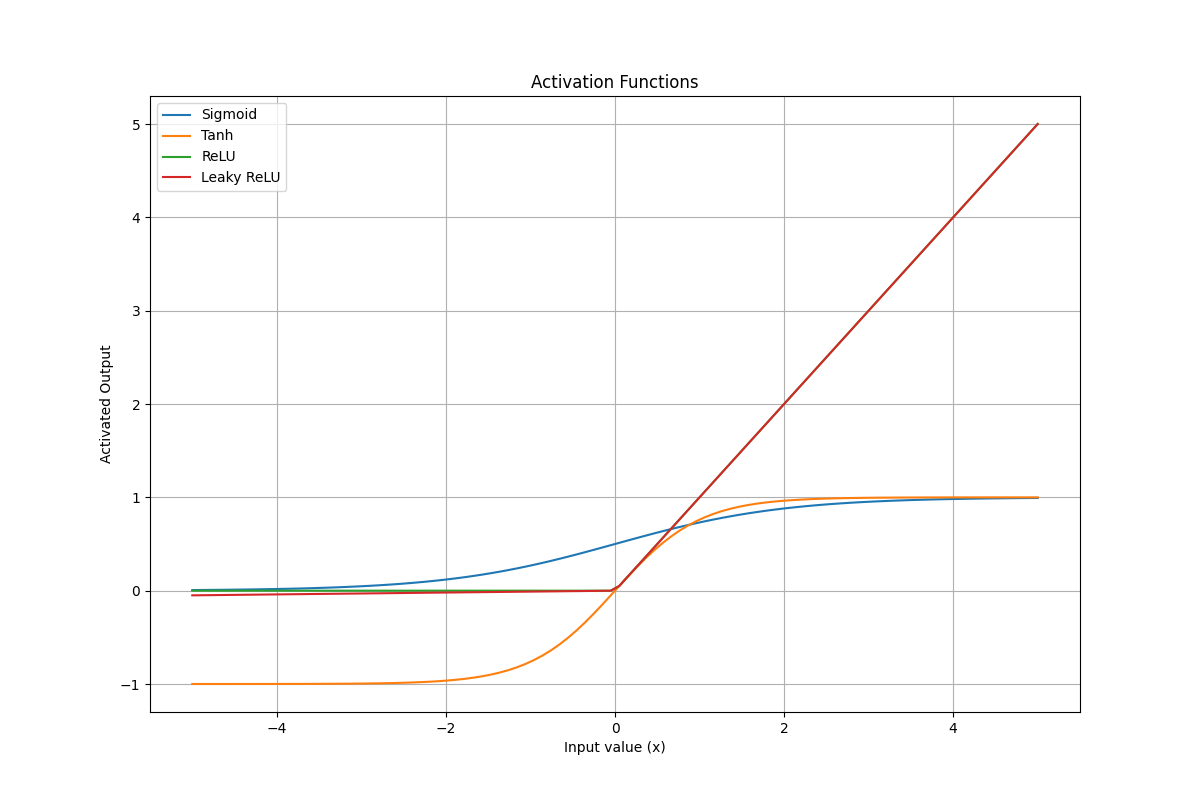 Activation Functions
Sigmoid
Tanh
ReLU
Leaky ReLU
5
4
3
2
1
0
−1
Activated Output
−4
−2
0
2
4
Input value (x)